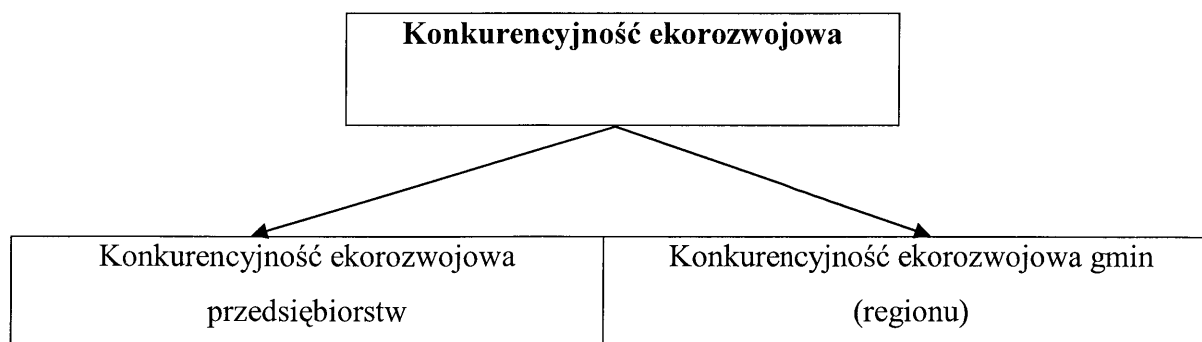 Konkurencyjność ekorozwojowa
Konkurencyjność ekorozwojowa
przedsiębiorstw
Konkurencyjność ekorozwojowa gmin
(regionu)